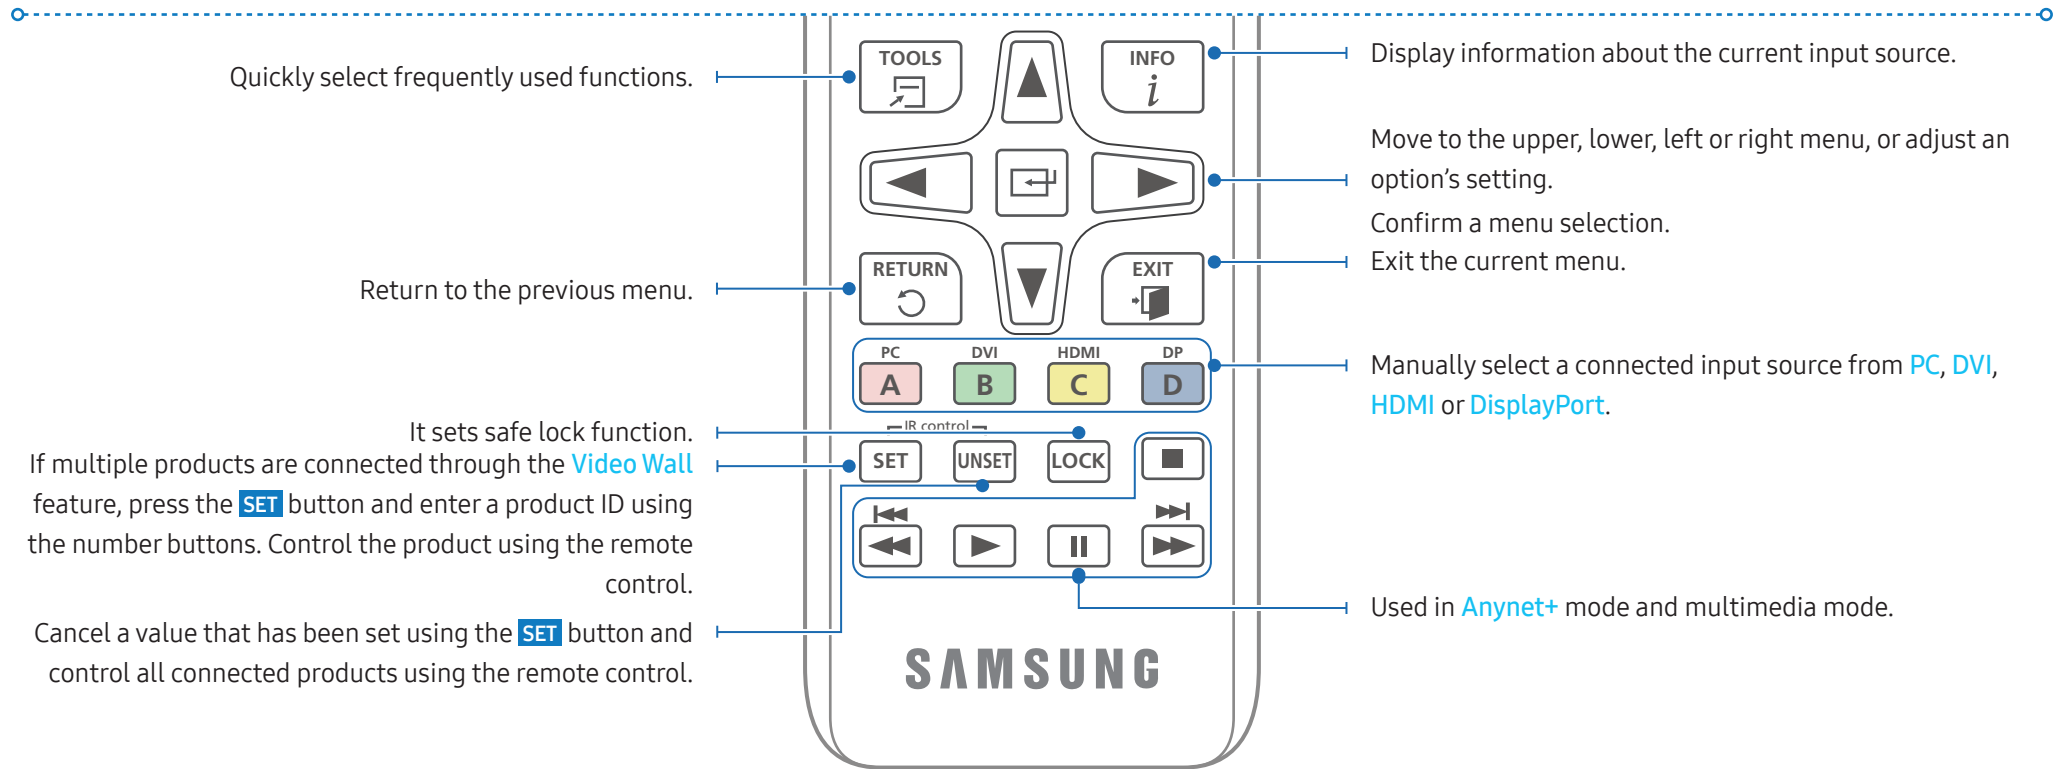 Quickly select frequently used functions.
Return to the previous menu.
It sets safe lock function.
If multiple products are connected through the Video Wall
feature, press the SET button and enter a product ID using
the number buttons. Control the product using the remote
control.
Cancel a value that has been set using the SET button and
control all connected products using the remote control.
TOOLS
INFO
i
RETURN
EXIT
PC DVI HDMI DP
A B C D
IR control
SET UNSET LOCK
SAMSUNG
Display information about the current input source.
Move to the upper, lower, left or right menu, or adjust an
option's setting.
Confirm a menu selection.
Exit the current menu.
Manually select a connected input source from PC, DVI,
HDMI or DisplayPort.
Used in Anynet+ mode and multimedia mode.